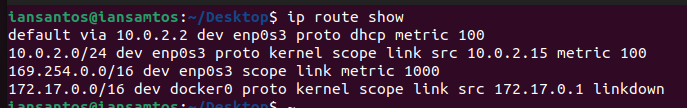 iansantos@iansamtos:~/Desktop$ ip route show
default via 10.0.2.2 dev enp0s3 proto dhcp metric 100
10.0.2.0/24 dev enp0s3 proto kernel scope link src 10.0.2.15 metric 100
169.254.0.0/16 dev enp0s3 scope link metric 1000
172.17.0.0/16 dev docker0 proto kernel scope link src 172.17.0.1 linkdown
iansantos@iansamtos:~/Desktop$